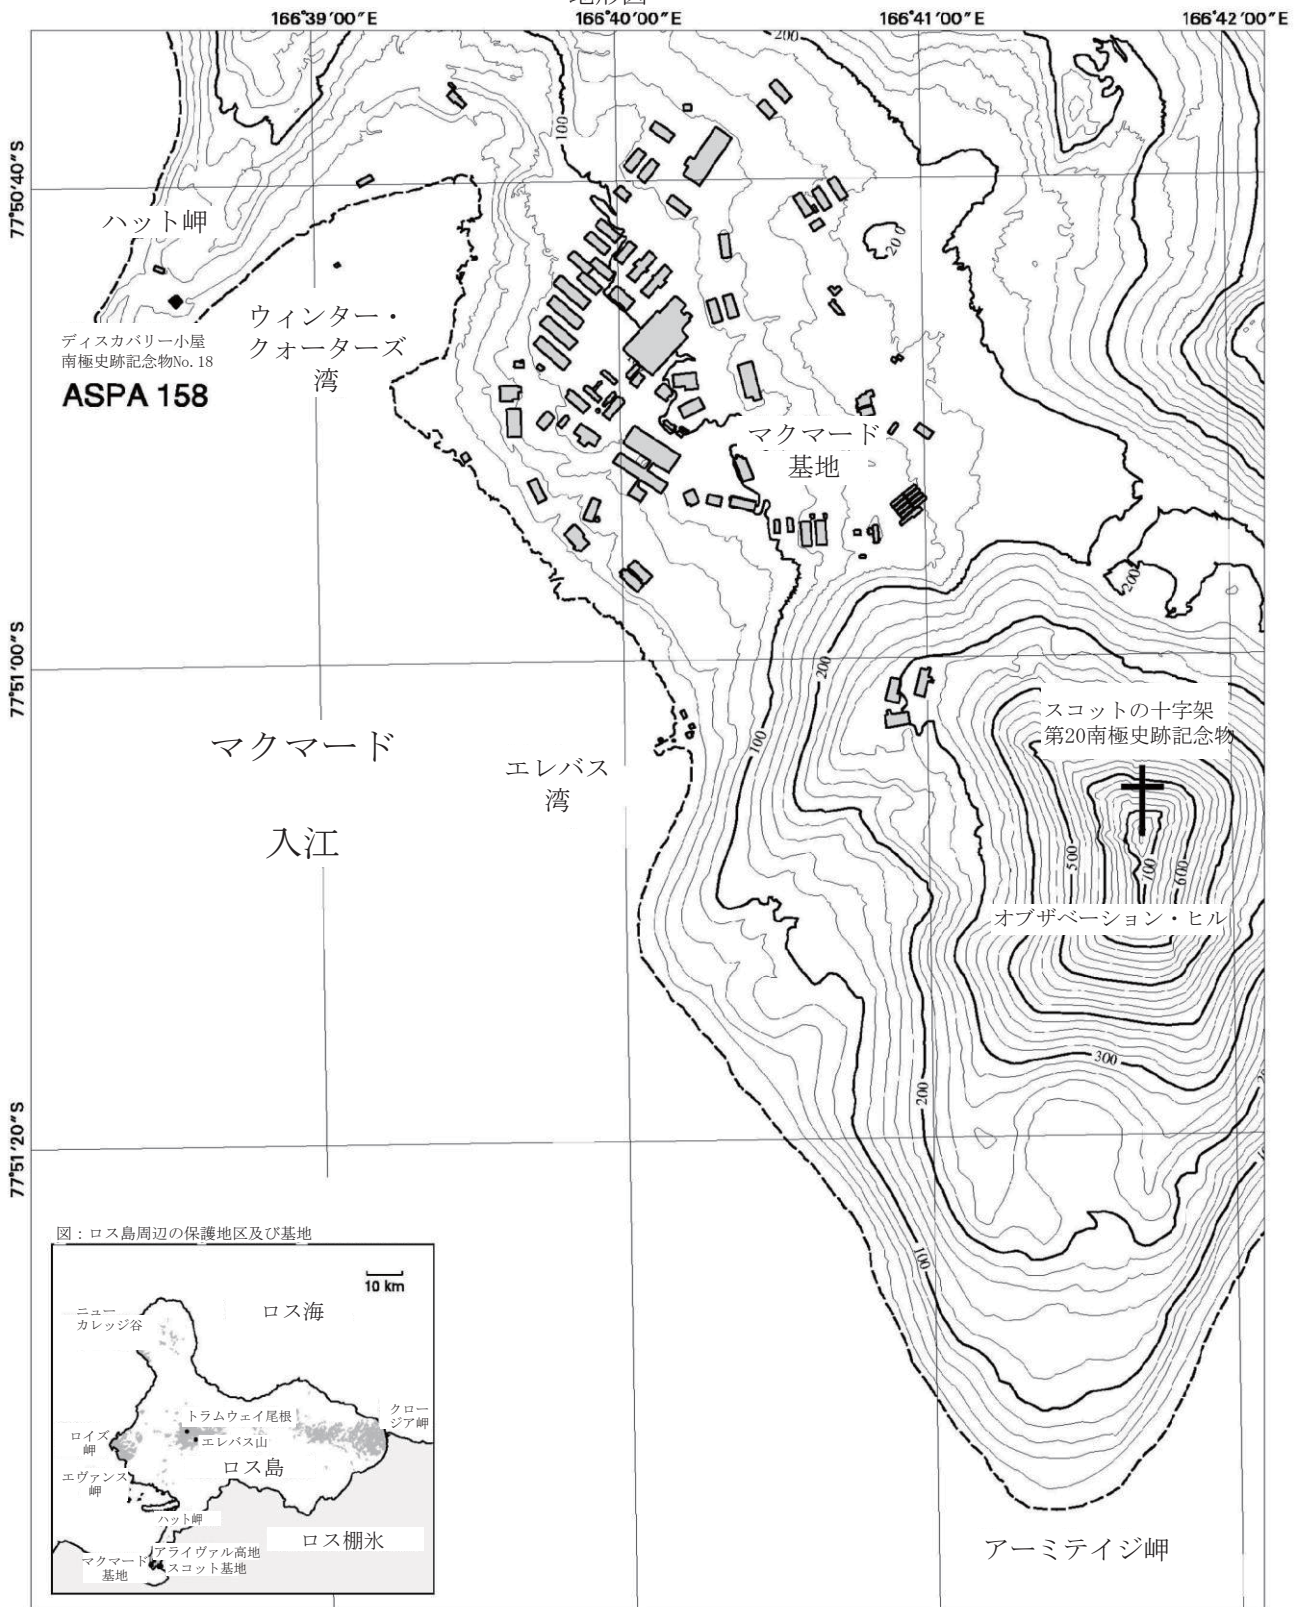 地形図
166°39′00″E
166°40′00″E
166°41′00″E
166°42′00″E
77°50′40″S
77°51′00″S
77°51′20″S
200
100
ハット岬
ディスカバリー小屋
南極史跡記念物No.18
ASPA 158
ウィンター・
クォーターズ
湾
マクマード
基地
200
200
100
スコットの十字架
第20南極史跡記念物
マクマード
入江
エレバス
湾
500
700
600
オブザベーション・ヒル
300
200
100
アーミテイジ岬
図：ロス島周辺の保護地区及び基地
10 km
ニュー
カレッジ谷
ロス海
トラムウェイ尾根
エレバス山
クロー
ジア岬
ロイズ
岬
ロス島
エヴァンス
岬
ハット岬
ロス棚氷
アライヴァル高地
スコット基地
マクマード
基地